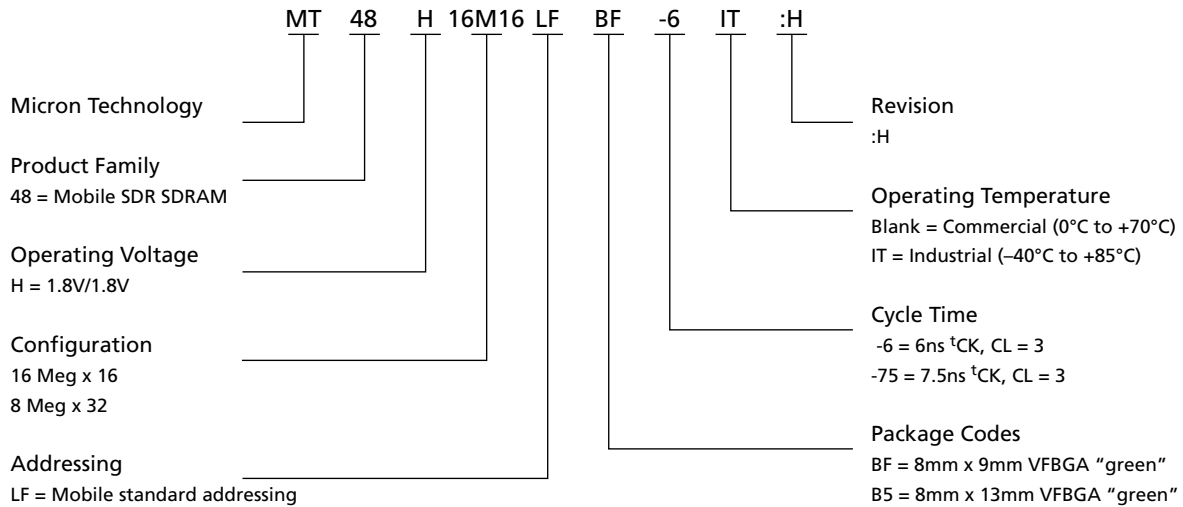 MT 48 H 16M16 LF BF -6 IT :H
Micron Technology
Product Family
48 = Mobile SDR SDRAM
Operating Voltage
H = 1.8V/1.8V
Configuration
16 Meg x 16
8 Meg x 32
Addressing
LF = Mobile standard addressing
Revision
:H
Operating Temperature
Blank = Commercial (0°C to +70°C)
IT = Industrial (–40°C to +85°C)
Cycle Time
-6 = 6ns tCK, CL = 3
-75 = 7.5ns tCK, CL = 3
Package Codes
BF = 8mm x 9mm VFBGA “green”
B5 = 8mm x 13mm VFBGA “green”